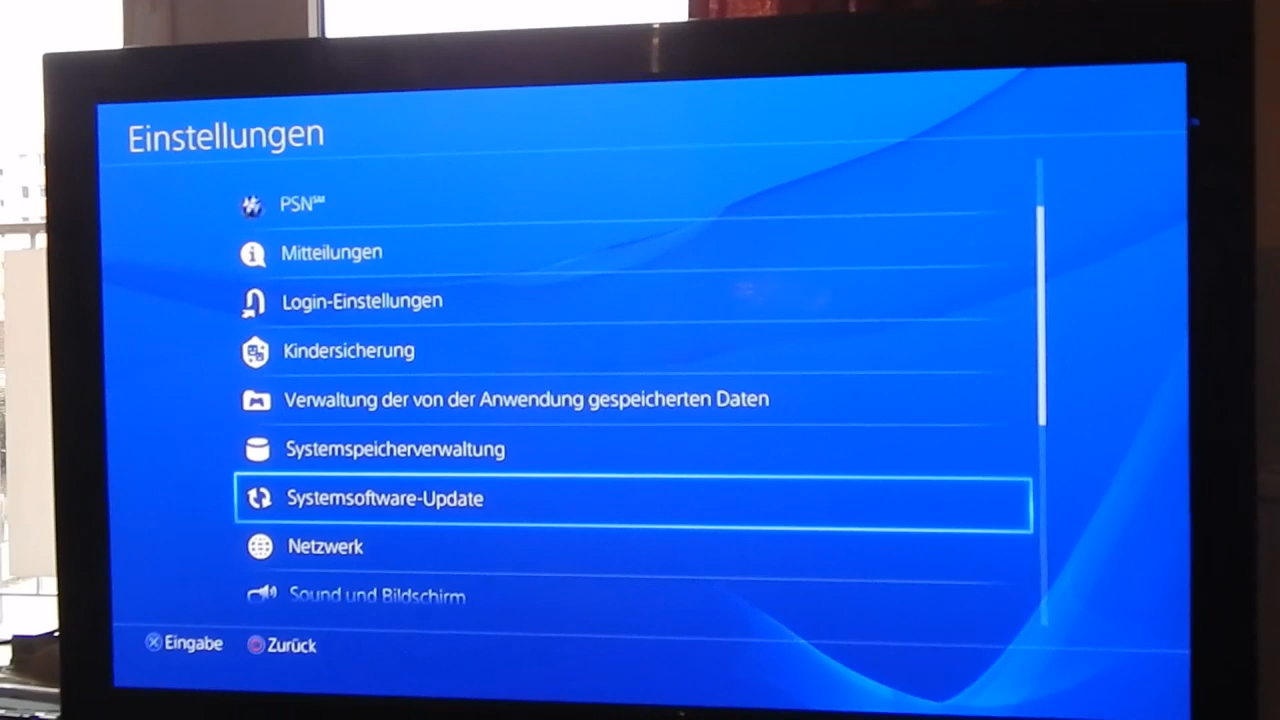 Einstellungen
PSN℠
Mitteilungen
Login-Einstellungen
Kindersicherung
Verwaltung der von der Anwendung gespeicherten Daten
Systemspeicherverwaltung
Systemsoftware-Update
Netzwerk
Sound und Bildschirm
Eingabe Zurück